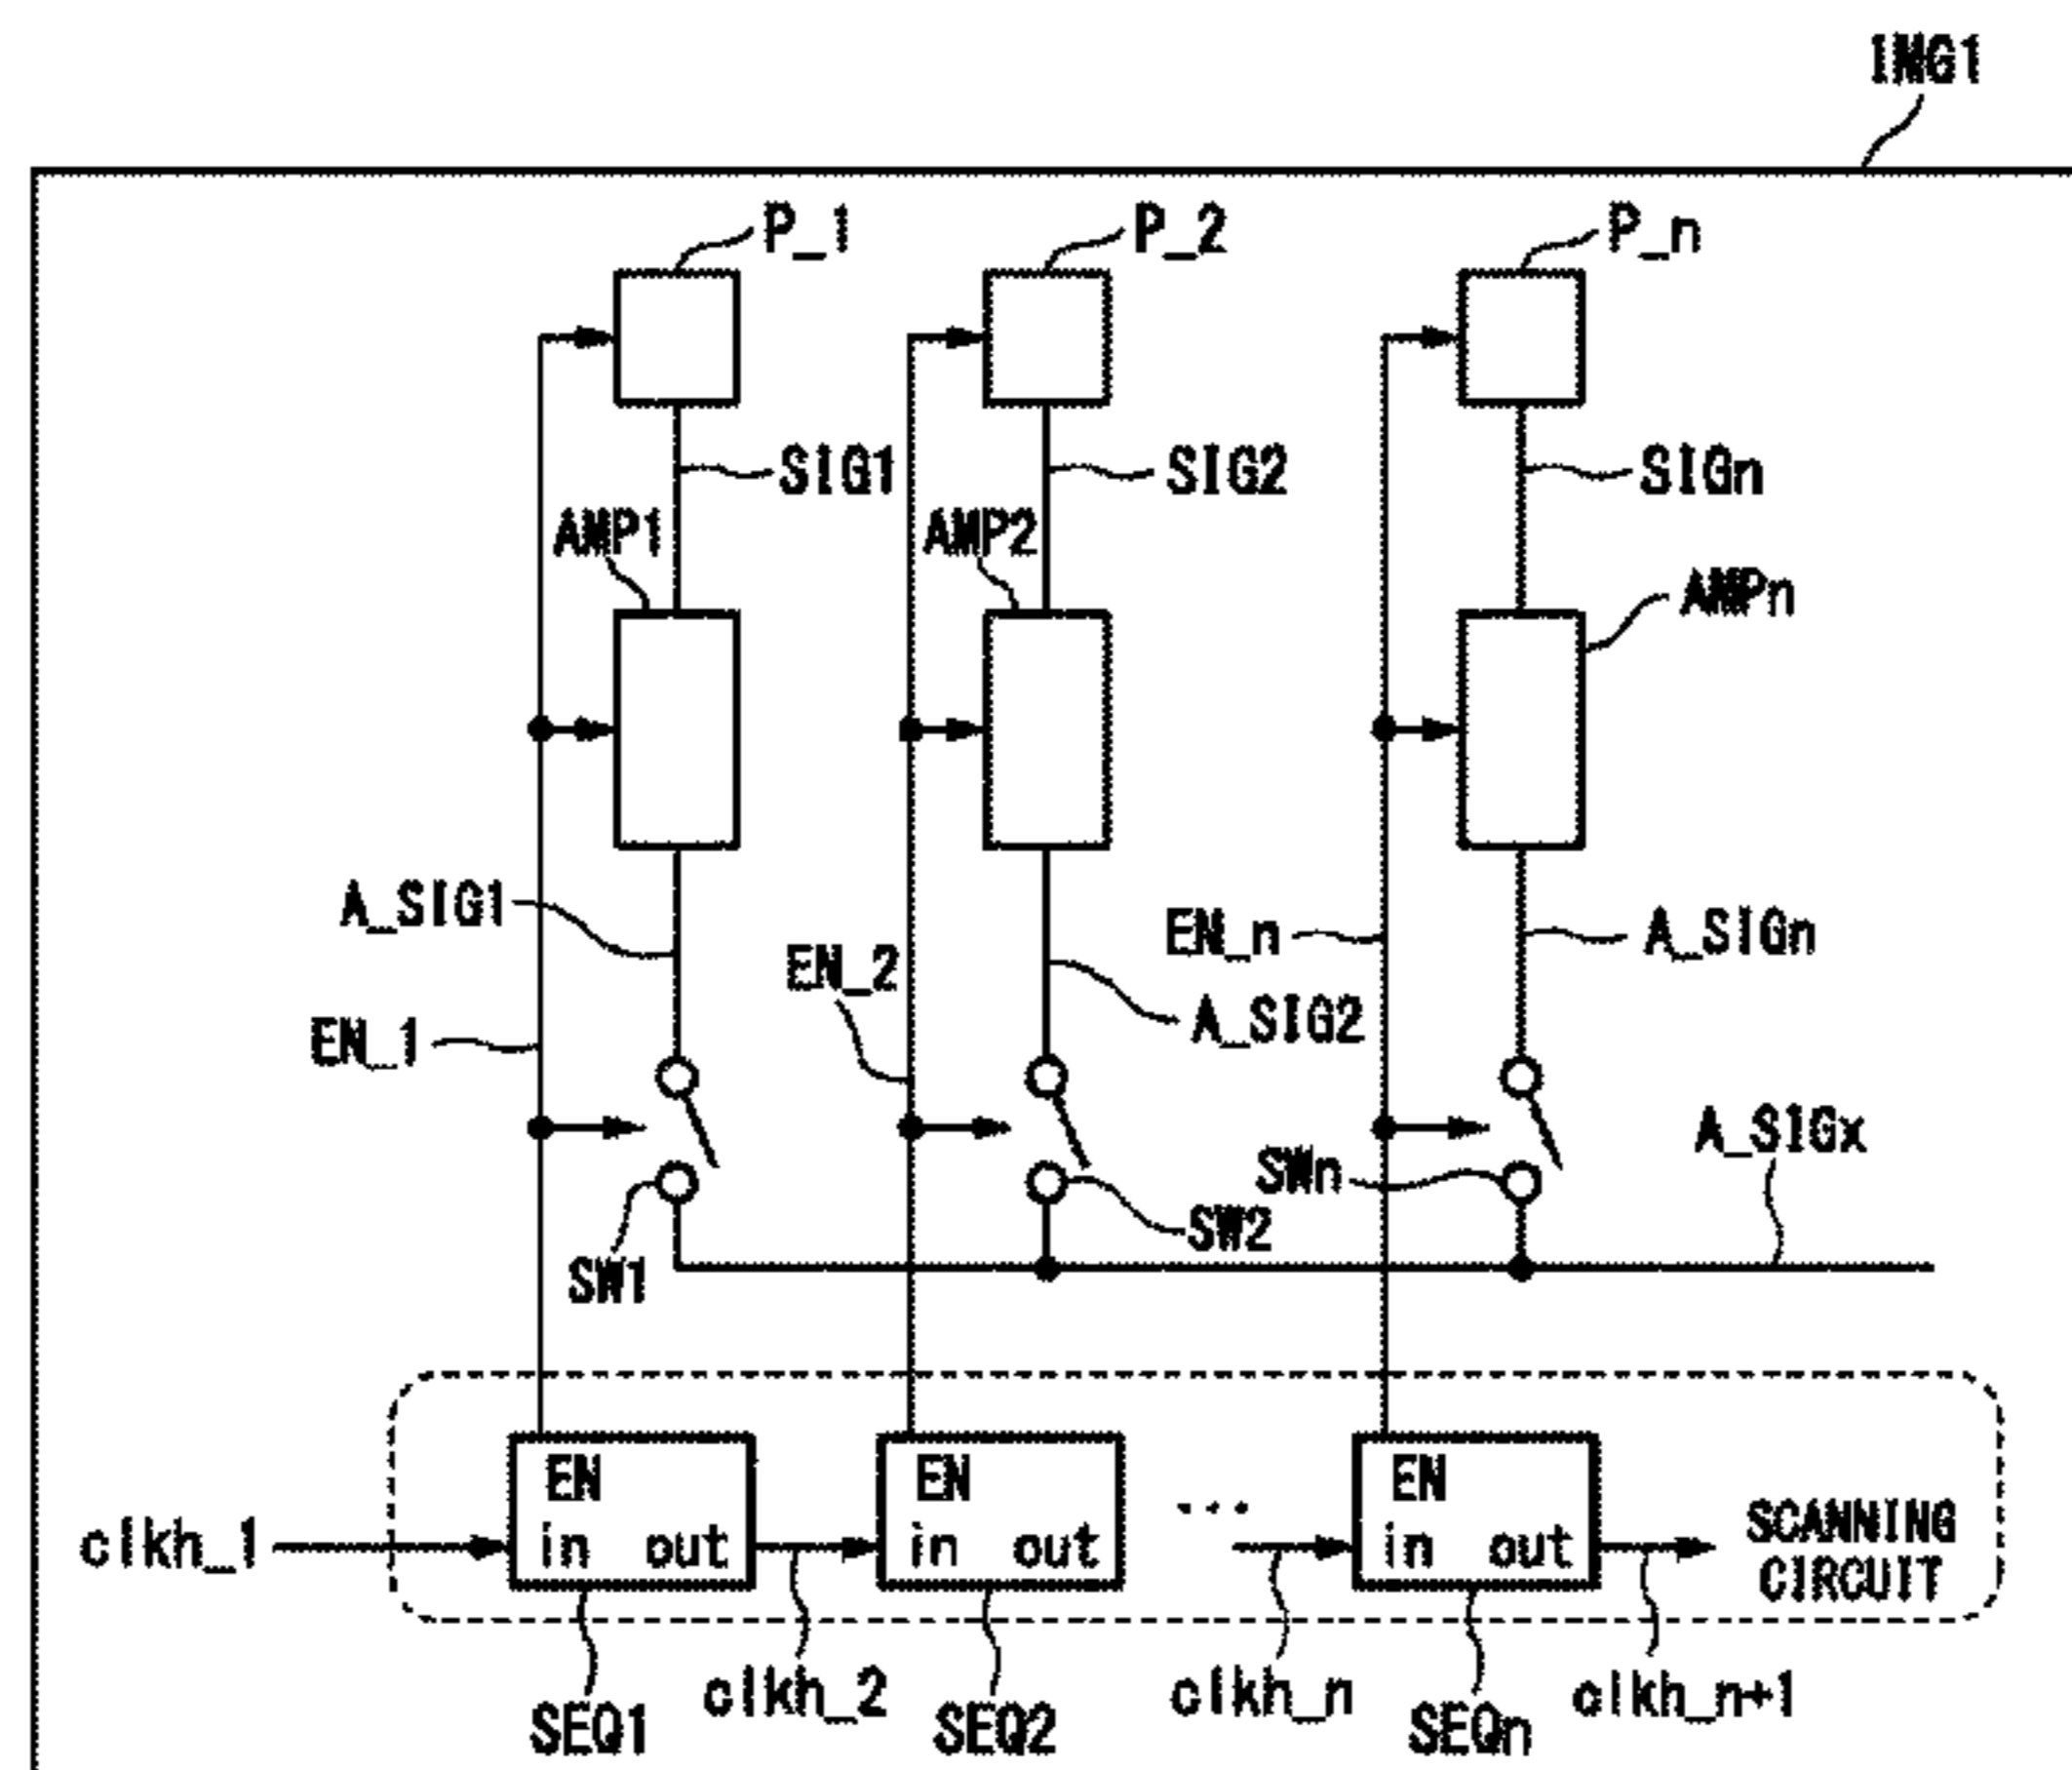 IMG1
P_1
P_2
P_n
SIG1
SIG2
SIGn
AMP1
AMP2
AMPn
A_SIG1
EN_n
A_SIGn
EN_2
A_SIG2
EN_1
A_SIGx
SWn
SW2
SW1
EN
EN
...
EN
SCANNING
CIRCUIT
clkh_1
in out
in out
in out
clkh_2
clkh_n
clkh_n+1
SEQ1
SEQ2
SEQn